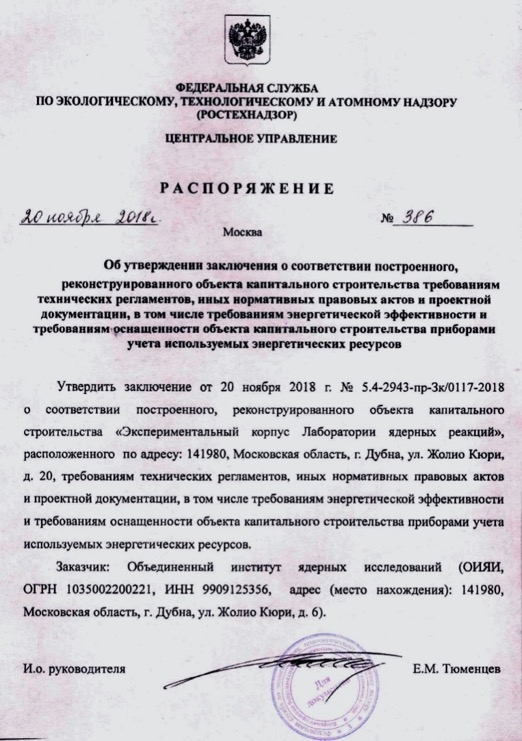 ФЕДЕРАЛЬНАЯ СЛУЖБА
ПО ЭКОЛОГИЧЕСКОМУ, ТЕХНОЛОГИЧЕСКОМУ И АТОМНОМУ НАДЗОРУ
(РОСТЕХНАДЗОР)
ЦЕНТРАЛЬНОЕ УПРАВЛЕНИЕ
РАСПОРЯЖЕНИЕ
20 ноября 2018г. № 386
Москва
Об утверждении заключения о соответствии построенного,
реконструированного объекта капитального строительства требованиям
технических регламентов, иных нормативных правовых актов и проектной
документации, в том числе требованиям энергетической эффективности и
требованиям оснащенности объекта капитального строительства приборами
учета используемых энергетических ресурсов
Утвердить заключение от 20 ноября 2018 г. № 5.4-2943-пр-Зк/0117-2018
о соответствии построенного, реконструированного объекта капитального
строительства «Экспериментальный корпус Лаборатории ядерных реакций»,
расположенного по адресу: 141980, Московская область, г. Дубна, ул. Жолио Кюри,
д. 20, требованиям технических регламентов, иных нормативных правовых актов
и проектной документации, в том числе требованиям энергетической эффективности
и требованиям оснащенности объекта капитального строительства приборами учета
используемых энергетических ресурсов.
Заказчик: Объединенный институт ядерных исследований (ОИЯИ,
ОГРН 1035002200221, ИНН 9909125356, адрес (место нахождения): 141980,
Московская область, г. Дубна, ул. Жолио Кюри, д. 6).
И.о. руководителя Е.М. Тюменцев
Для